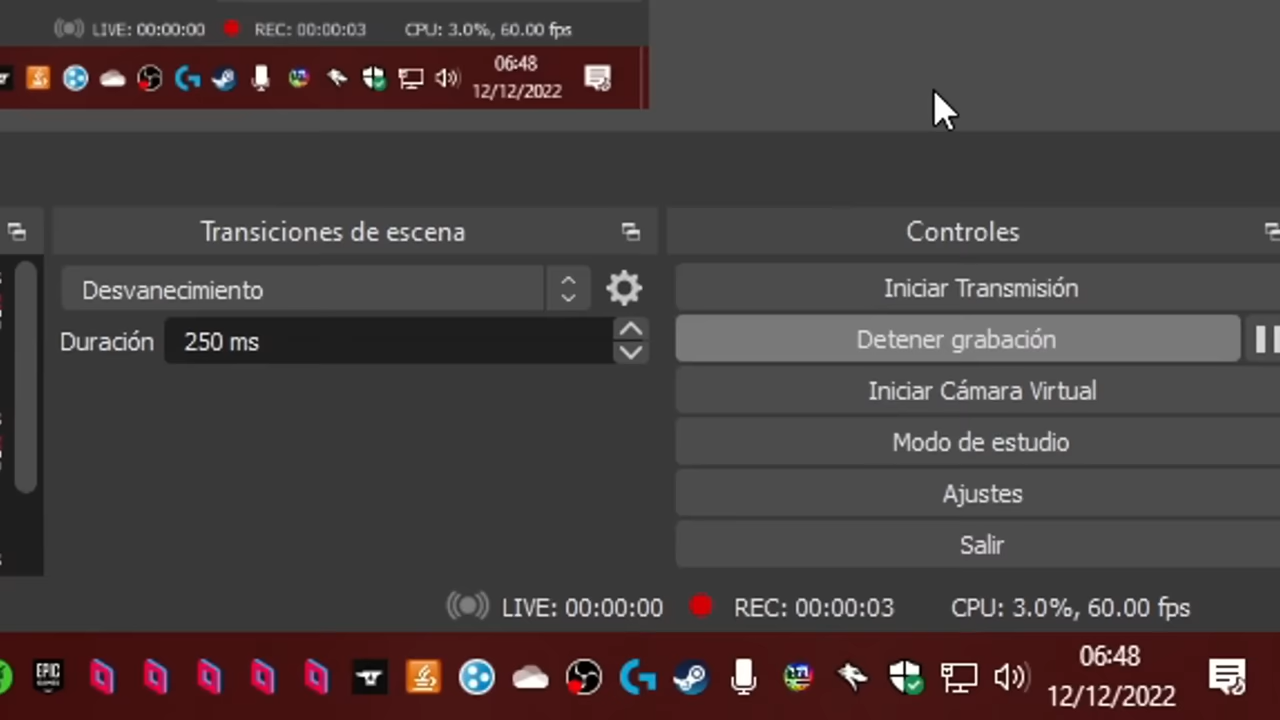 LIVE: 00:00:00 REC: 00:00:03 CPU: 3.0%, 60.00 fps
06:48
12/12/2022
Transiciones de escena
Controles
Desvanecimiento
Duración 250 ms
Iniciar Transmisión
Detener grabación
Iniciar Cámara Virtual
Modo de estudio
Ajustes
Salir
LIVE: 00:00:00 REC: 00:00:03 CPU: 3.0%, 60.00 fps
EPIC
GAMES
06:48
12/12/2022